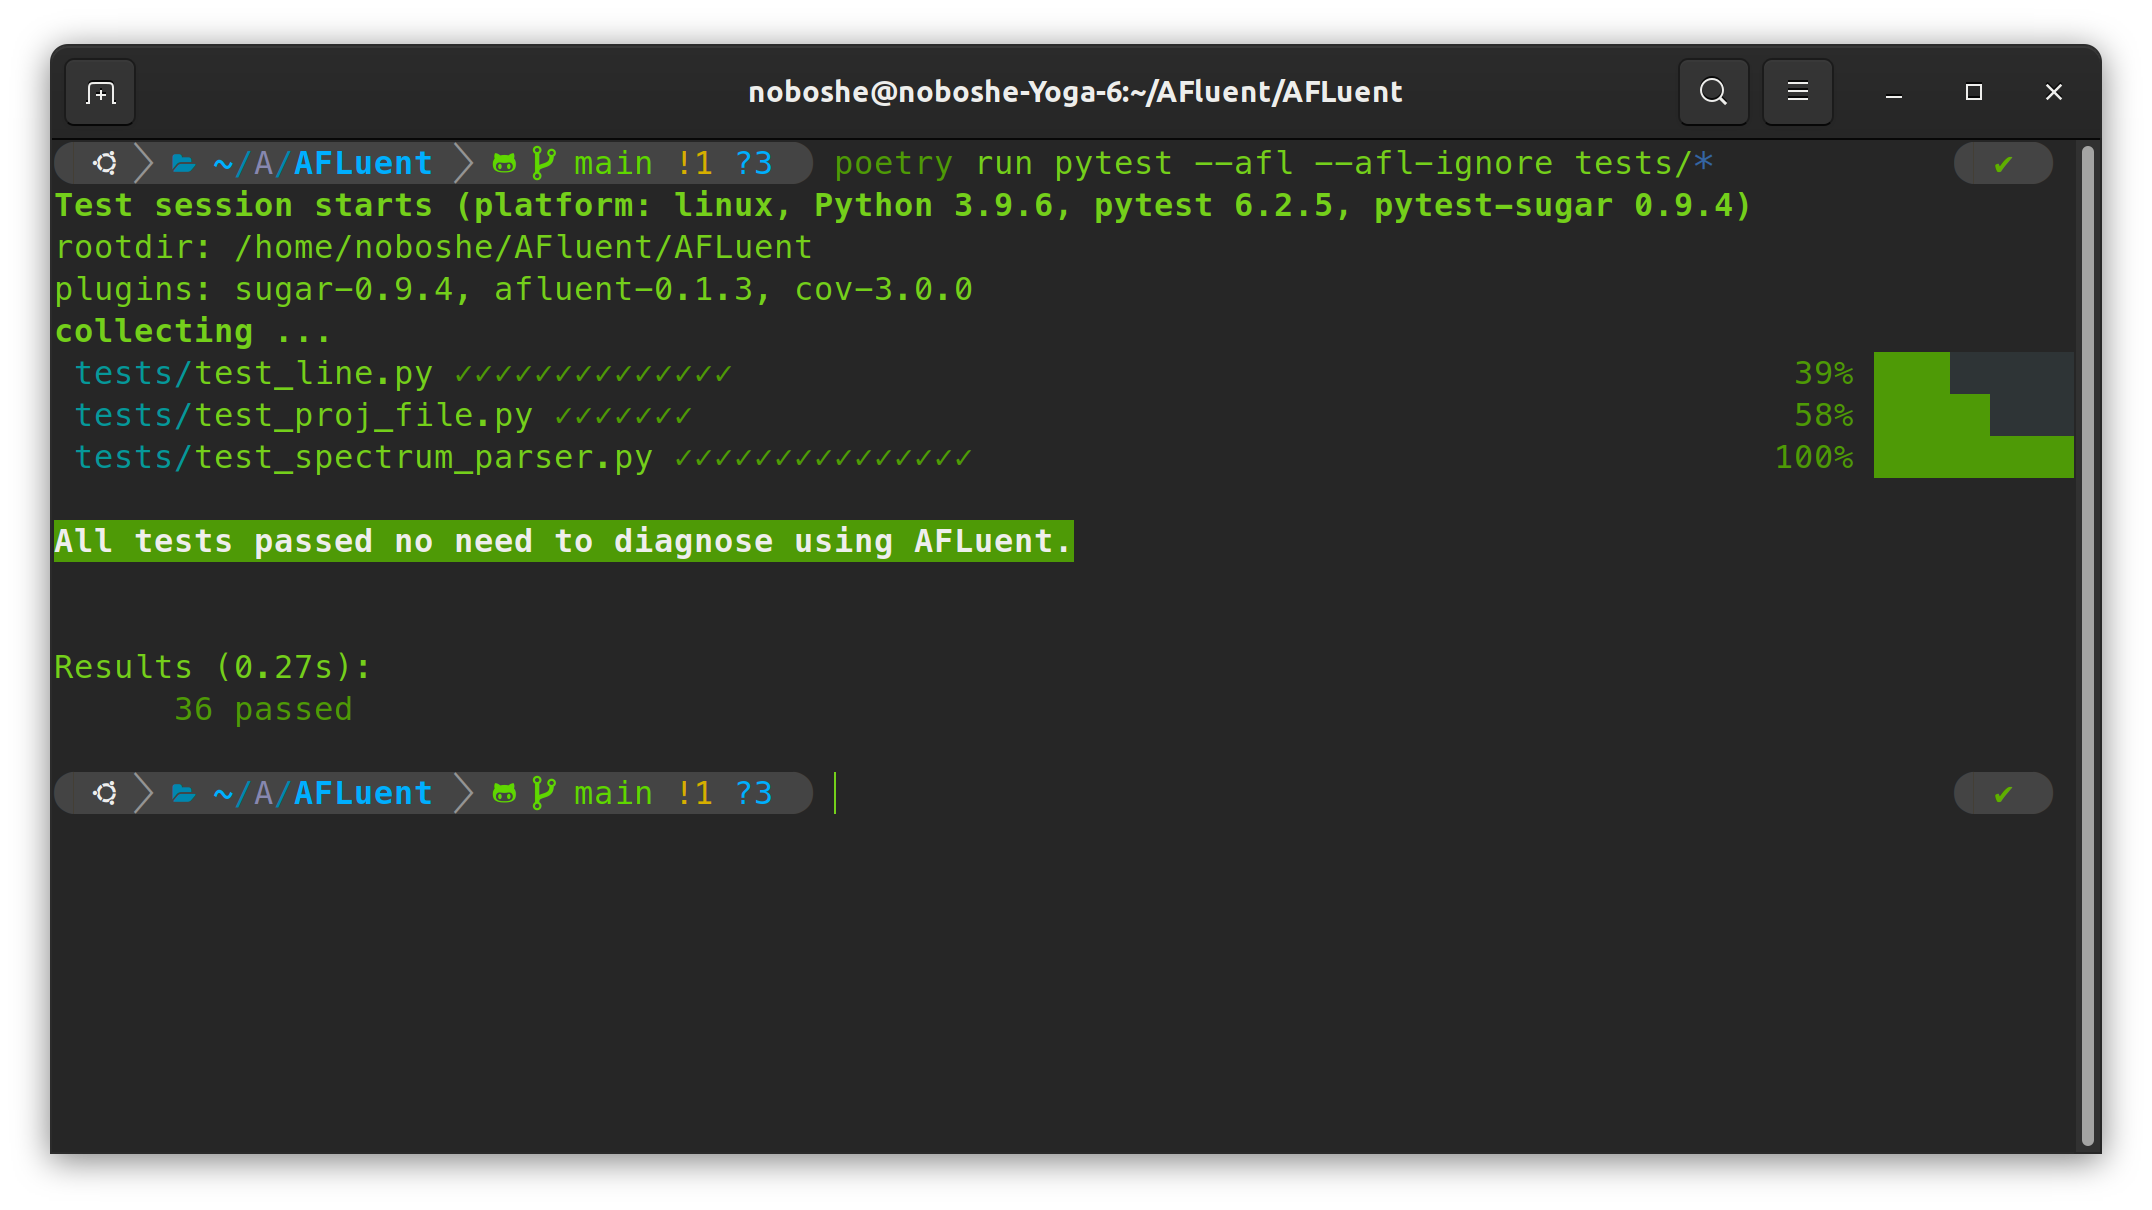 noboshe@noboshe-Yoga-6:~/AFluent/AFLuent
~/A/AFLuent main !1 ?3 poetry run pytest --afl --afl-ignore tests/* ✔
Test session starts (platform: linux, Python 3.9.6, pytest 6.2.5, pytest-sugar 0.9.4)
rootdir: /home/noboshe/AFluent/AFLuent
plugins: sugar-0.9.4, afluent-0.1.3, cov-3.0.0
collecting ...
tests/test_line.py ✓✓✓✓✓✓✓✓✓✓✓✓✓✓ 39%
tests/test_proj_file.py ✓✓✓✓✓✓✓ 58%
tests/test_spectrum_parser.py ✓✓✓✓✓✓✓✓✓✓✓✓✓✓✓ 100%
All tests passed no need to diagnose using AFLuent.
Results (0.27s):
36 passed
~/A/AFLuent main !1 ?3 ✔